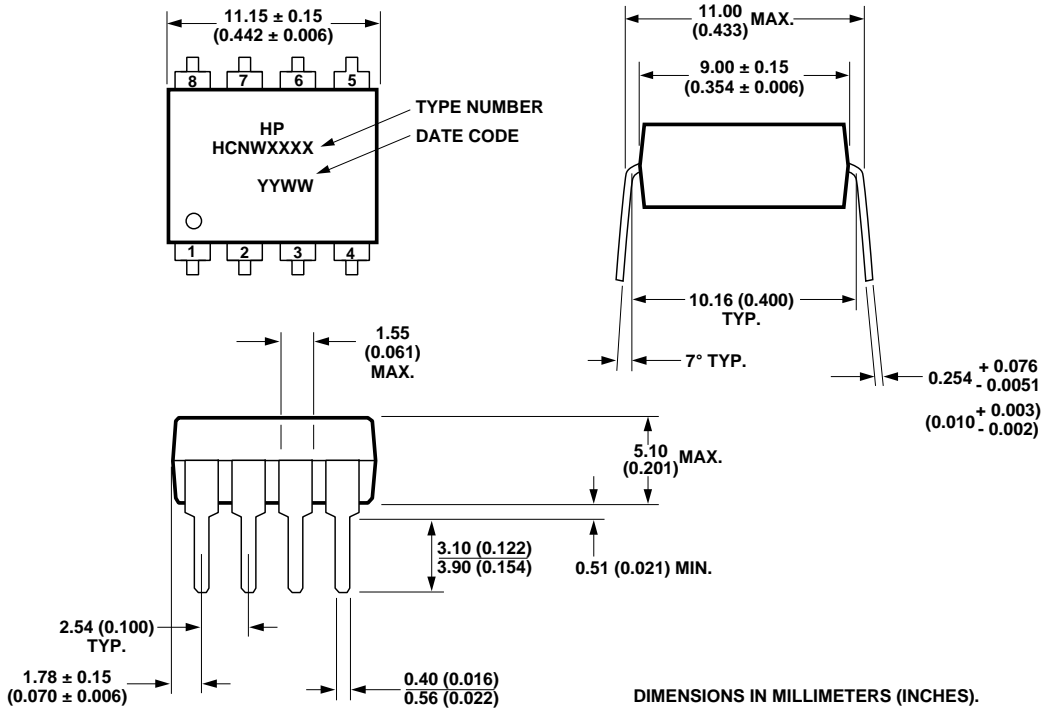 11.15 ± 0.15
(0.442 ± 0.006)
8 7 6 5
HP
HCNWXXXX
YYWW
1 2 3 4
TYPE NUMBER
DATE CODE
11.00
(0.433)
MAX.
9.00 ± 0.15
(0.354 ± 0.006)
10.16 (0.400)
TYP.
7° TYP.
0.254 + 0.076
- 0.0051
(0.010 + 0.003)
- 0.002)
1.55
(0.061)
MAX.
5.10
(0.201)
MAX.
3.10 (0.122)
3.90 (0.154)
0.51 (0.021) MIN.
2.54 (0.100)
TYP.
1.78 ± 0.15
(0.070 ± 0.006)
0.40 (0.016)
0.56 (0.022)
DIMENSIONS IN MILLIMETERS (INCHES).